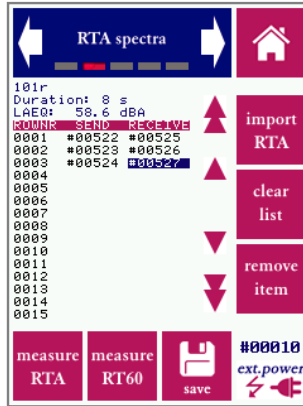 RTA spectra
101r
Duration: 8 s
LAEQ: 58.6 dBA
ROWNR SEND RECEIVE
0001 #00522 #00525
0002 #00523 #00526
0003 #00524 #00527
0004
0005
0006
0007
0008
0009
0010
0011
0012
0013
0014
0015
import
RTA
clear
list
remove
item
measure
RTA
measure
RT60
save
#00010
ext.power